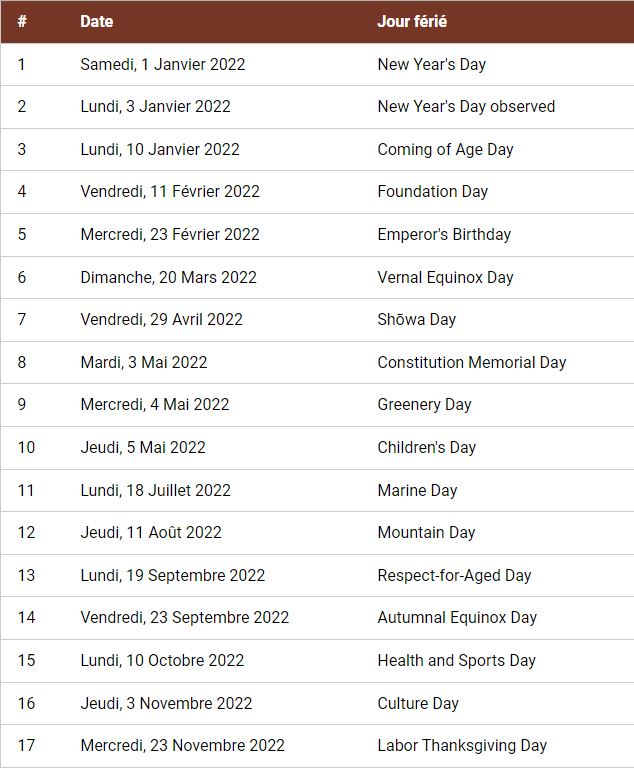 # Date Jour férié
1 Samedi, 1 Janvier 2022 New Year's Day
2 Lundi, 3 Janvier 2022 New Year's Day observed
3 Lundi, 10 Janvier 2022 Coming of Age Day
4 Vendredi, 11 Février 2022 Foundation Day
5 Mercredi, 23 Février 2022 Emperor's Birthday
6 Dimanche, 20 Mars 2022 Vernal Equinox Day
7 Vendredi, 29 Avril 2022 Shōwa Day
8 Mardi, 3 Mai 2022 Constitution Memorial Day
9 Mercredi, 4 Mai 2022 Greenery Day
10 Jeudi, 5 Mai 2022 Children's Day
11 Lundi, 18 Juillet 2022 Marine Day
12 Jeudi, 11 Août 2022 Mountain Day
13 Lundi, 19 Septembre 2022 Respect-for-Aged Day
14 Vendredi, 23 Septembre 2022 Autumnal Equinox Day
15 Lundi, 10 Octobre 2022 Health and Sports Day
16 Jeudi, 3 Novembre 2022 Culture Day
17 Mercredi, 23 Novembre 2022 Labor Thanksgiving Day